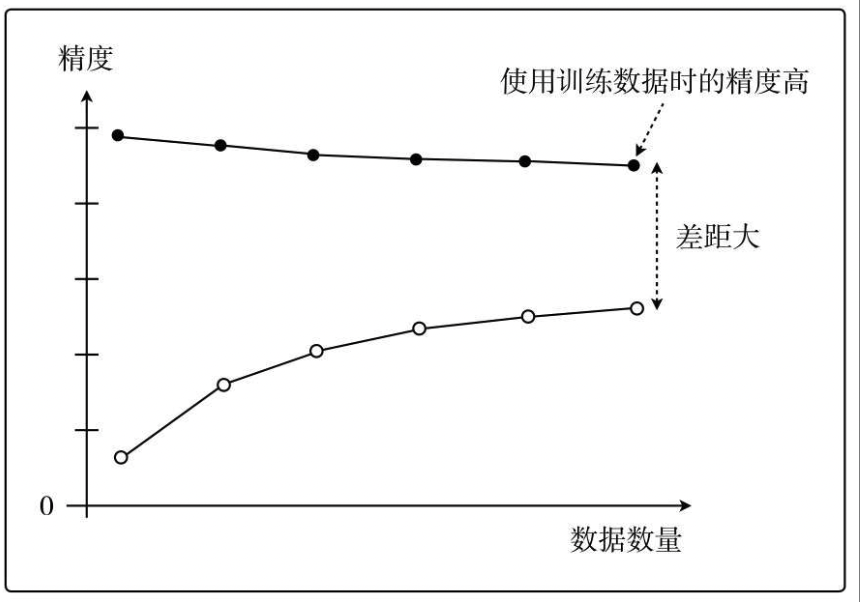 精度
使用训练数据时的精度高
差距大
0
数据数量